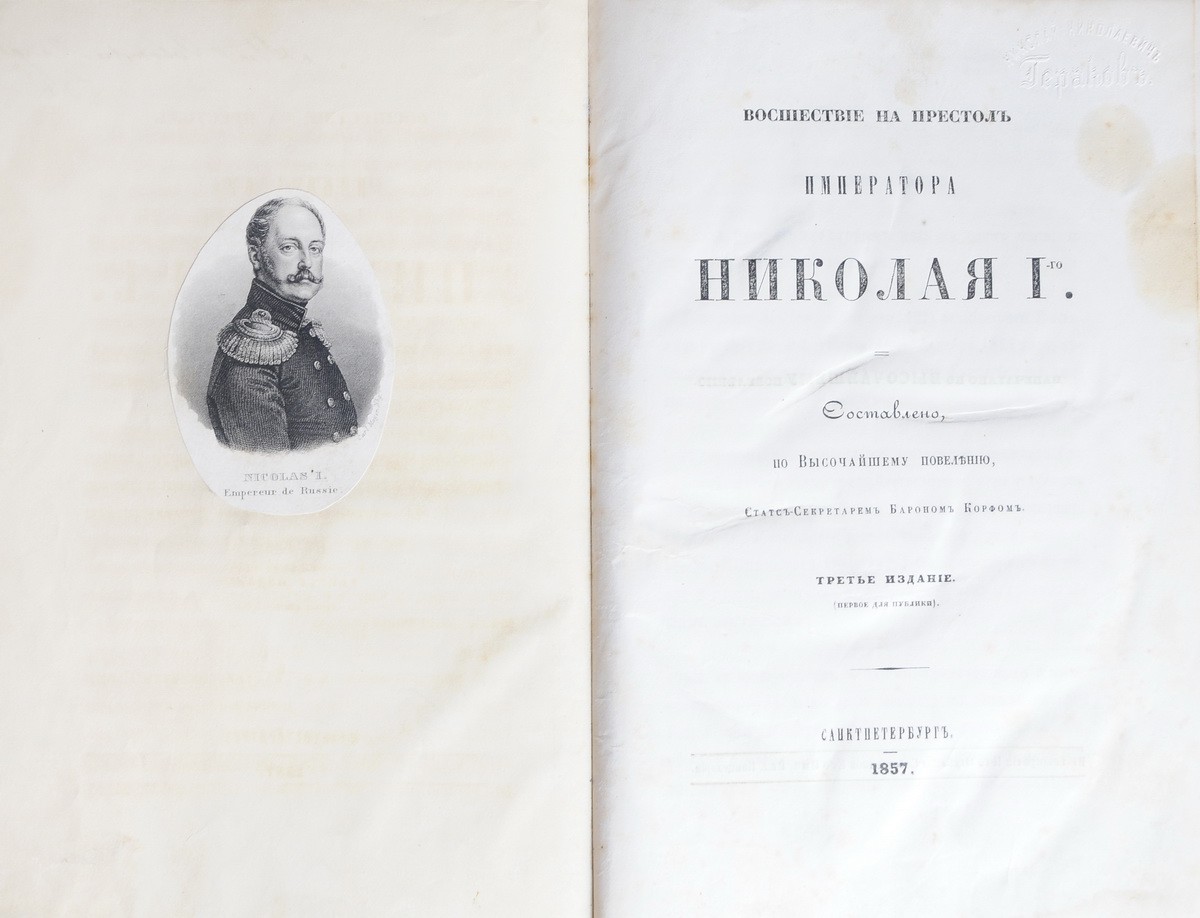 NICOLAS I.
Empereur de Russie.
Гераковъ
ВОСШЕСТВІЕ НА ПРЕСТОЛЪ
ИМПЕРАТОРА
НИКОЛАЯ I-го.
Составлено,
по Высочайшему повелѣнію,
Статсъ-Секретаремъ Барономъ Корфомъ.
ТРЕТЬЕ ИЗДАНІЕ.
(ПЕРВОЕ ДЛЯ ПУБЛИКИ).
САНКТПЕТЕРБУРГЪ.
1857.